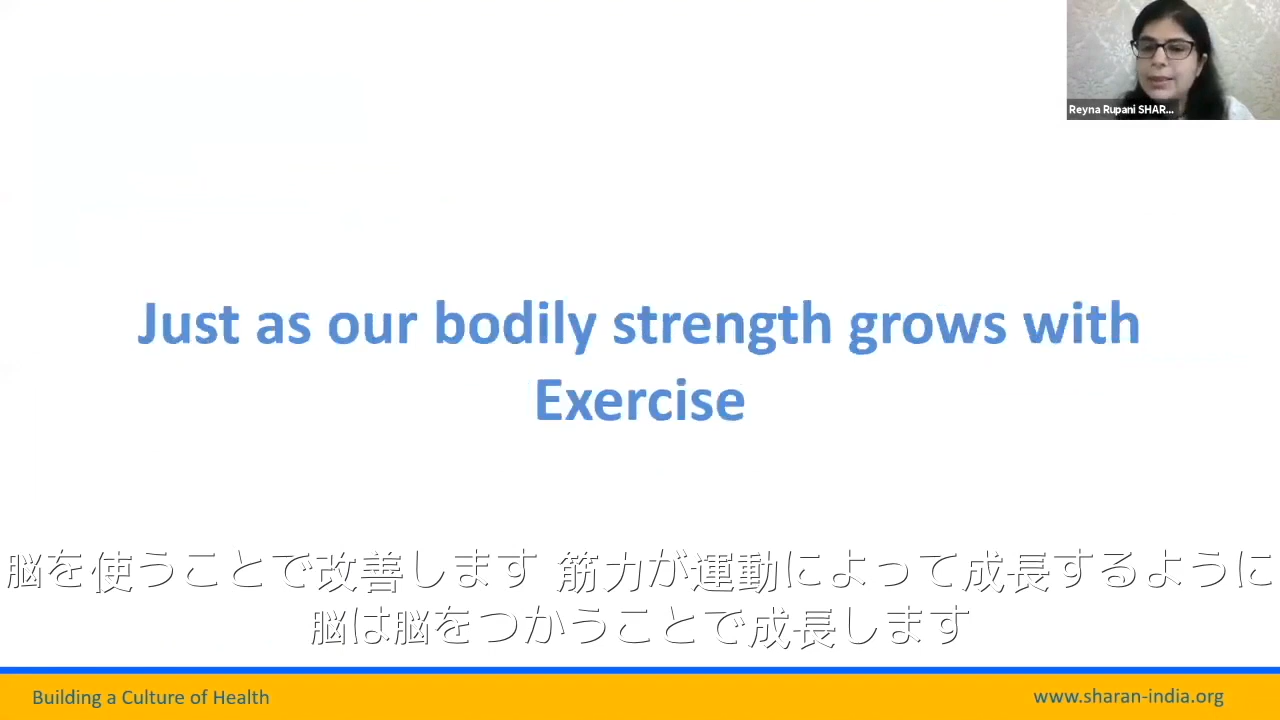 Reyna Rupani SHAR...
Just as our bodily strength grows with
Exercise
脳を使うことで改善します 筋力が運動によって成長するように
脳は脳をつかうことで成長します
Building a Culture of Health
www.sharan-india.org